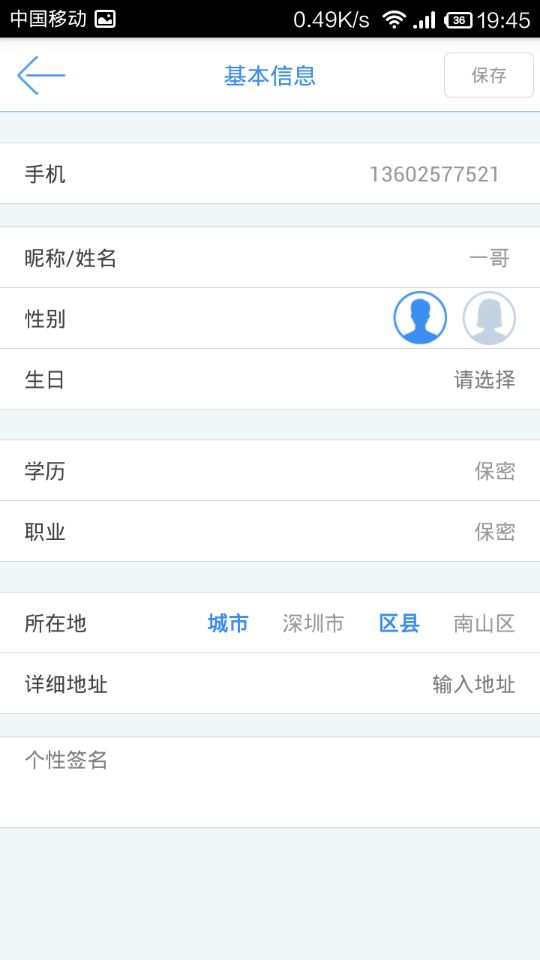 中国移动 0.49K/s 36 19:45
基本信息 保存
手机 13602577521
昵称/姓名 一哥
性别
生日 请选择
学历 保密
职业 保密
所在地 城市 深圳市 区县 南山区
详细地址 输入地址
个性签名